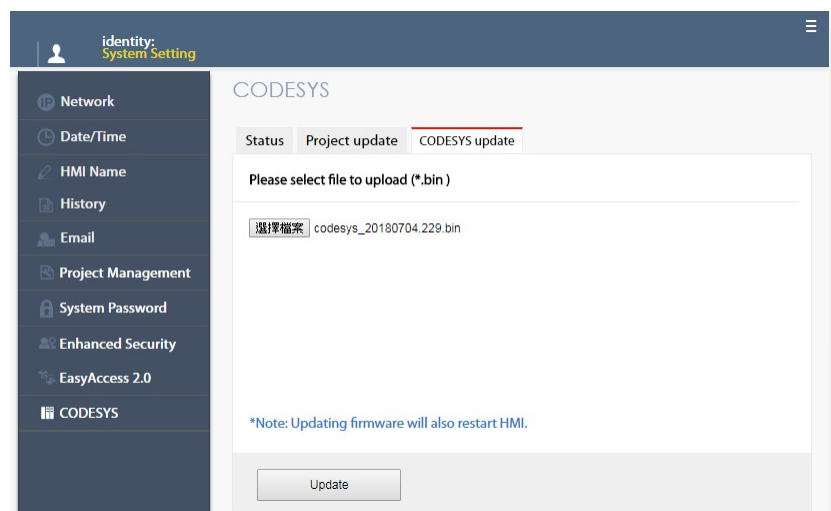 identity:
System Setting
Network
Date/Time
HMI Name
History
Email
Project Management
System Password
Enhanced Security
EasyAccess 2.0
CODESYS
CODESYS
Status Project update CODESYS update
Please select file to upload (*.bin )
選擇檔案 codesys_20180704.229.bin
*Note: Updating firmware will also restart HMI.
Update